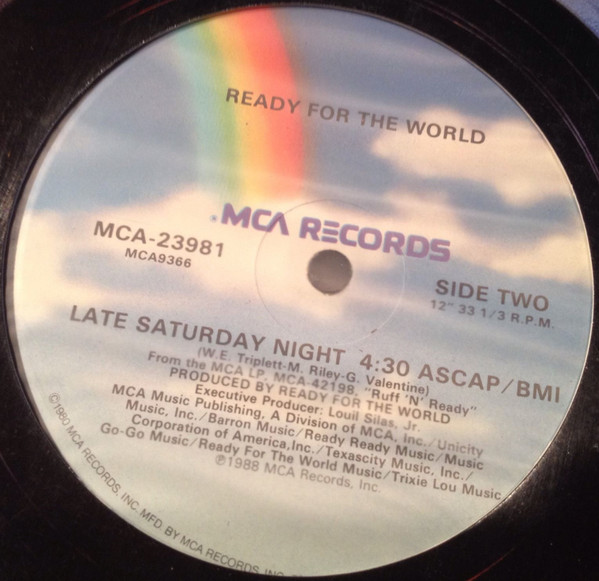 READY FOR THE WORLD
MCA RECORDS
MCA-23981
MCA9366
SIDE TWO
12" 33 1/3 R.P.M.
LATE SATURDAY NIGHT 4:30 ASCAP/BMI
(W.E. Triplett-M. Riley-G. Valentine)
From the MCA LP, MCA-42198, "Ruff 'N' Ready"
PRODUCED BY READY FOR THE WORLD
Executive Producer: Louil Silas, Jr.
MCA Music Publishing, A Division of MCA, Inc./Unicity
Music, Inc./Barron Music/Ready Ready Music/Music
Corporation of America,Inc./Texascity Music, Inc./
Go-Go Music/Ready For The World Music/Trixie Lou Music
℗1988 MCA Records, Inc.
©1980 MCA RECORDS, INC. MFD. BY MCA RECORDS, INC.